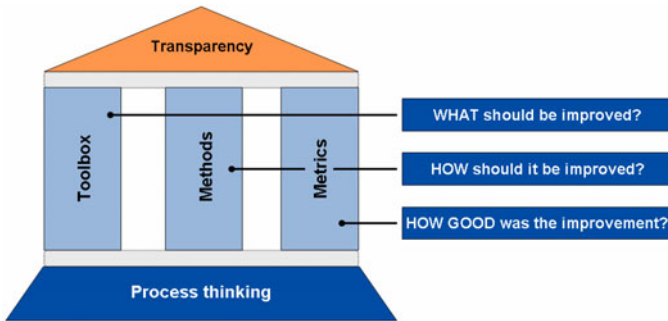 Transparency
Toolbox
Methods
Metrics
WHAT should be improved?
HOW should it be improved?
HOW GOOD was the improvement?
Process thinking